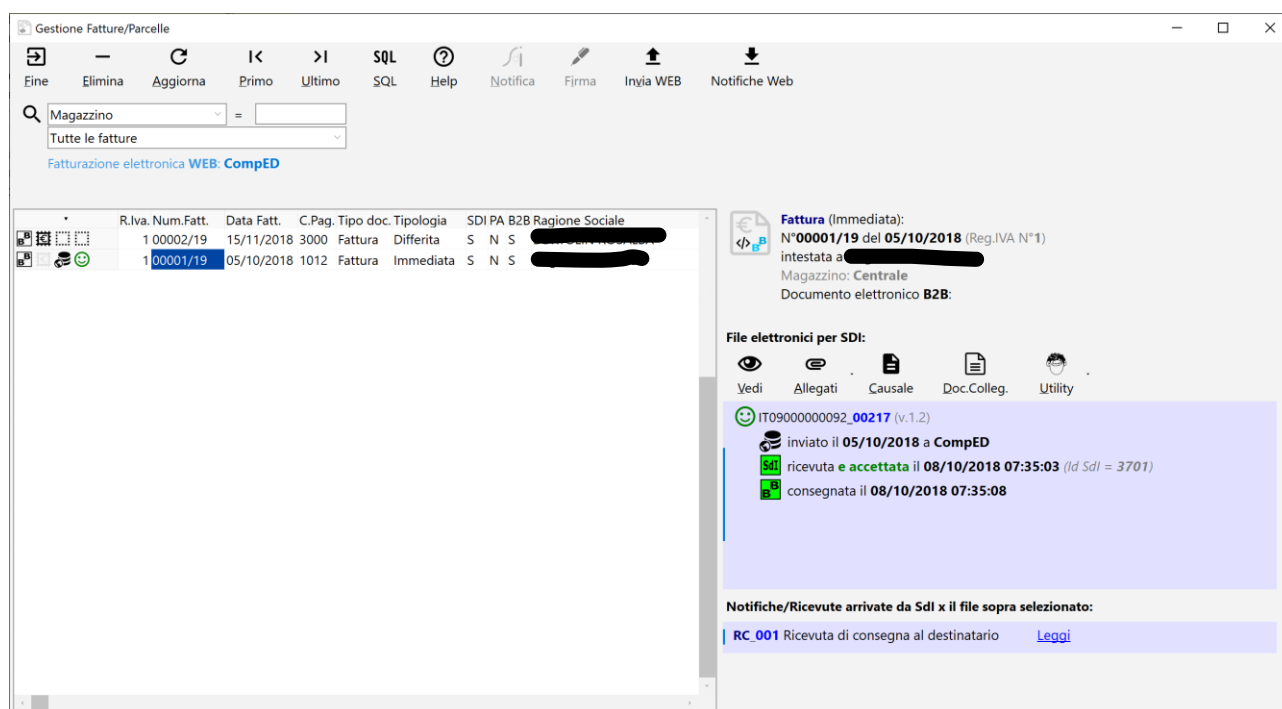 Gestione Fatture/Parcelle
Fine Elimina Aggiorna Primo Ultimo SQL SQL Help Notifica Firma Invia WEB Notifiche Web
Magazzino =
Tutte le fatture
Fatturazione elettronica WEB: CompED
R.Iva. Num.Fatt. Data Fatt. C.Pag. Tipo doc. Tipologia SDI PA B2B Ragione Sociale
1 00002/19 15/11/2018 3000 Fattura Differita S N S
1 00001/19 05/10/2018 1012 Fattura Immediata S N S
Fattura (Immediata):
N°00001/19 del 05/10/2018 (Reg.IVA N°1)
intestata a
Magazzino: Centrale
Documento elettronico B2B:
File elettronici per SDI:
Vedi Allegati Causale Doc.Colleg. Utility
IT09000000092_00217 (v.1.2)
inviato il 05/10/2018 a CompED
SdI ricevuta e accettata il 08/10/2018 07:35:03 (Id SdI = 3701)
BB consegnata il 08/10/2018 07:35:08
Notifiche/Ricevute arrivate da SdI x il file sopra selezionato:
RC_001 Ricevuta di consegna al destinatario Leggi